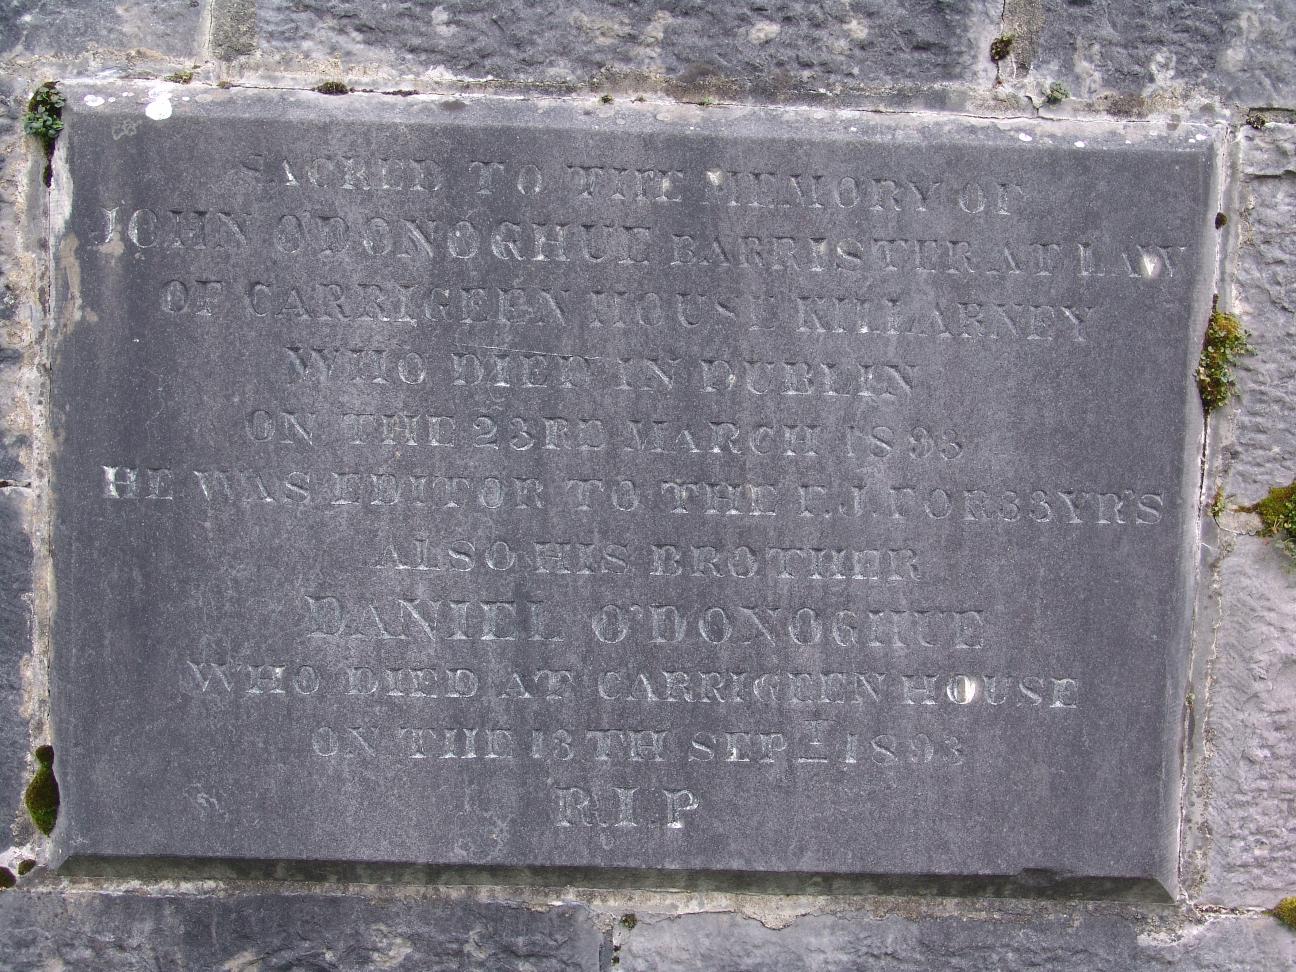 SACRED TO THE MEMORY OF
JOHN O'DONOGHUE BARRISTER AT LAW
OF CARRIGEEN HOUSE KILLARNEY
WHO DIED IN DUBLIN
ON THE 23RD MARCH 1893
HE WAS EDITOR TO THE F.J. FOR 33 YR'S
ALSO HIS BROTHER
DANIEL O'DONOGHUE
WHO DIED AT CARRIGEEN HOUSE
ON THE 13TH SEPT 1893
R.I.P